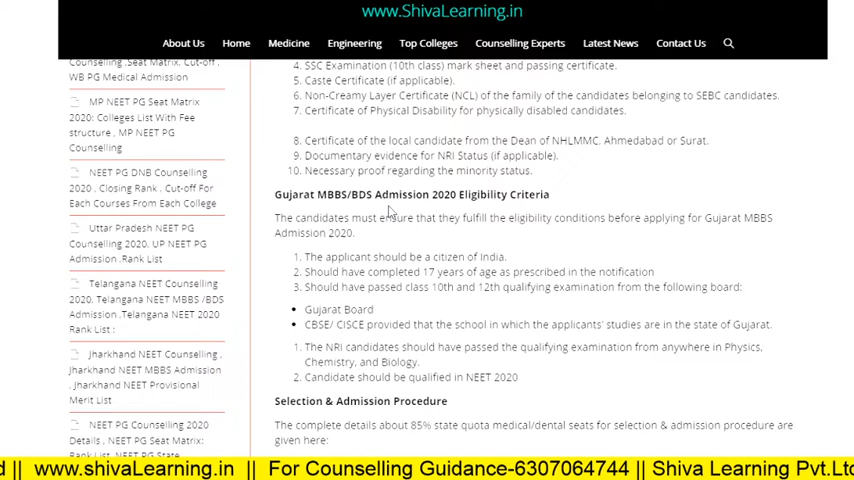 www.ShivaLearning.in
About Us Home Medicine Engineering Top Colleges Counselling Experts Latest News Contact Us
Counselling .Seat Matrix. Cut-off .
WB PG Medical Admission
MP NEET PG Seat Matrix
2020: Colleges List With Fee
structure , MP NEET PG
Counselling
NEET PG DNB Counselling
2020 , Closing Rank , Cut-off For
Each Courses From Each College
Uttar Pradesh NEET PG
Counselling 2020. UP NEET PG
Admission .Rank List
Telangana NEET Counselling
2020. Telangana NEET MBBS /BDS
Admission .Telangana NEET 2020
Rank List :
Jharkhand NEET Counselling .
Jharkhand NEET MBBS Admission
. Jharkhand NEET Provisional
Merit List
NEET PG Counselling 2020
Details , NEET PG Seat Matrix:
Rank List , NEET PG State
4. SSC Examination (10th class) mark sheet and passing certificate.
5. Caste Certificate (if applicable).
6. Non-Creamy Layer Certificate (NCL) of the family of the candidates belonging to SEBC candidates.
7. Certificate of Physical Disability for physically disabled candidates.
8. Certificate of the local candidate from the Dean of NHLMMC. Ahmedabad or Surat.
9. Documentary evidence for NRI Status (if applicable).
10. Necessary proof regarding the minority status.
Gujarat MBBS/BDS Admission 2020 Eligibility Criteria
The candidates must ensure that they fulfill the eligibility conditions before applying for Gujarat MBBS
Admission 2020.
1. The applicant should be a citizen of India.
2. Should have completed 17 years of age as prescribed in the notification
3. Should have passed class 10th and 12th qualifying examination from the following board:
• Gujarat Board
• CBSE/ CISCE provided that the school in which the applicants' studies are in the state of Gujarat.
1. The NRI candidates should have passed the qualifying examination from anywhere in Physics,
Chemistry, and Biology.
2. Candidate should be qualified in NEET 2020
Selection & Admission Procedure
The complete details about 85% state quota medical/dental seats for selection & admission procedure are
given here:
d || www.shivaLearning.in || For Counselling Guidance-6307064744 || Shiva Learning Pvt.Ltd